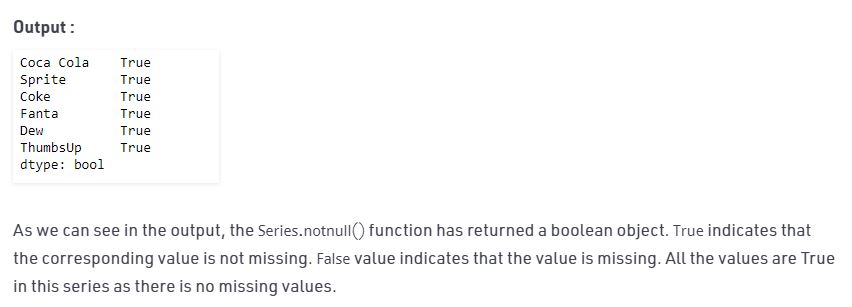 Output :
Coca Cola    True
Sprite       True
Coke         True
Fanta        True
Dew          True
ThumbsUp     True
dtype: bool
As we can see in the output, the Series.notnull() function has returned a boolean object. True indicates that
the corresponding value is not missing. False value indicates that the value is missing. All the values are True
in this series as there is no missing values.